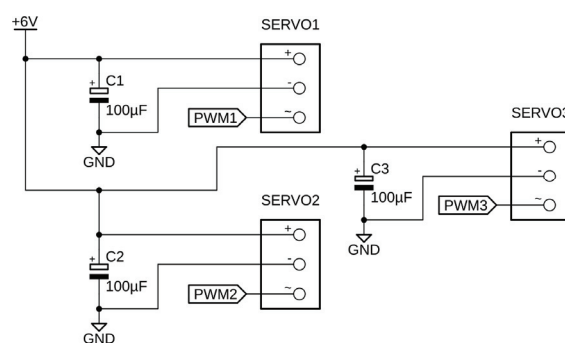 +6V
SERVO1
+
-
~
+
C1
100µF
PWM1
GND
SERVO3
+
-
~
+
C3
100µF
PWM3
GND
SERVO2
+
-
~
+
C2
100µF
PWM2
GND